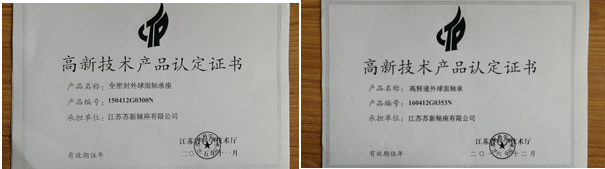 高新技术产品认定证书
产品名称：全密封外球面轴承座
产品编号：150412G0300N
承担单位：江苏苏新轴座有限公司
江苏省科学技术厅
有效期伍年
二〇一五年十一月
高新技术产品认定证书
产品名称：高转速外球面轴承
产品编号：160412G0353N
承担单位：江苏苏新轴座有限公司
江苏省科学技术厅
有效期伍年
二〇一六年十二月